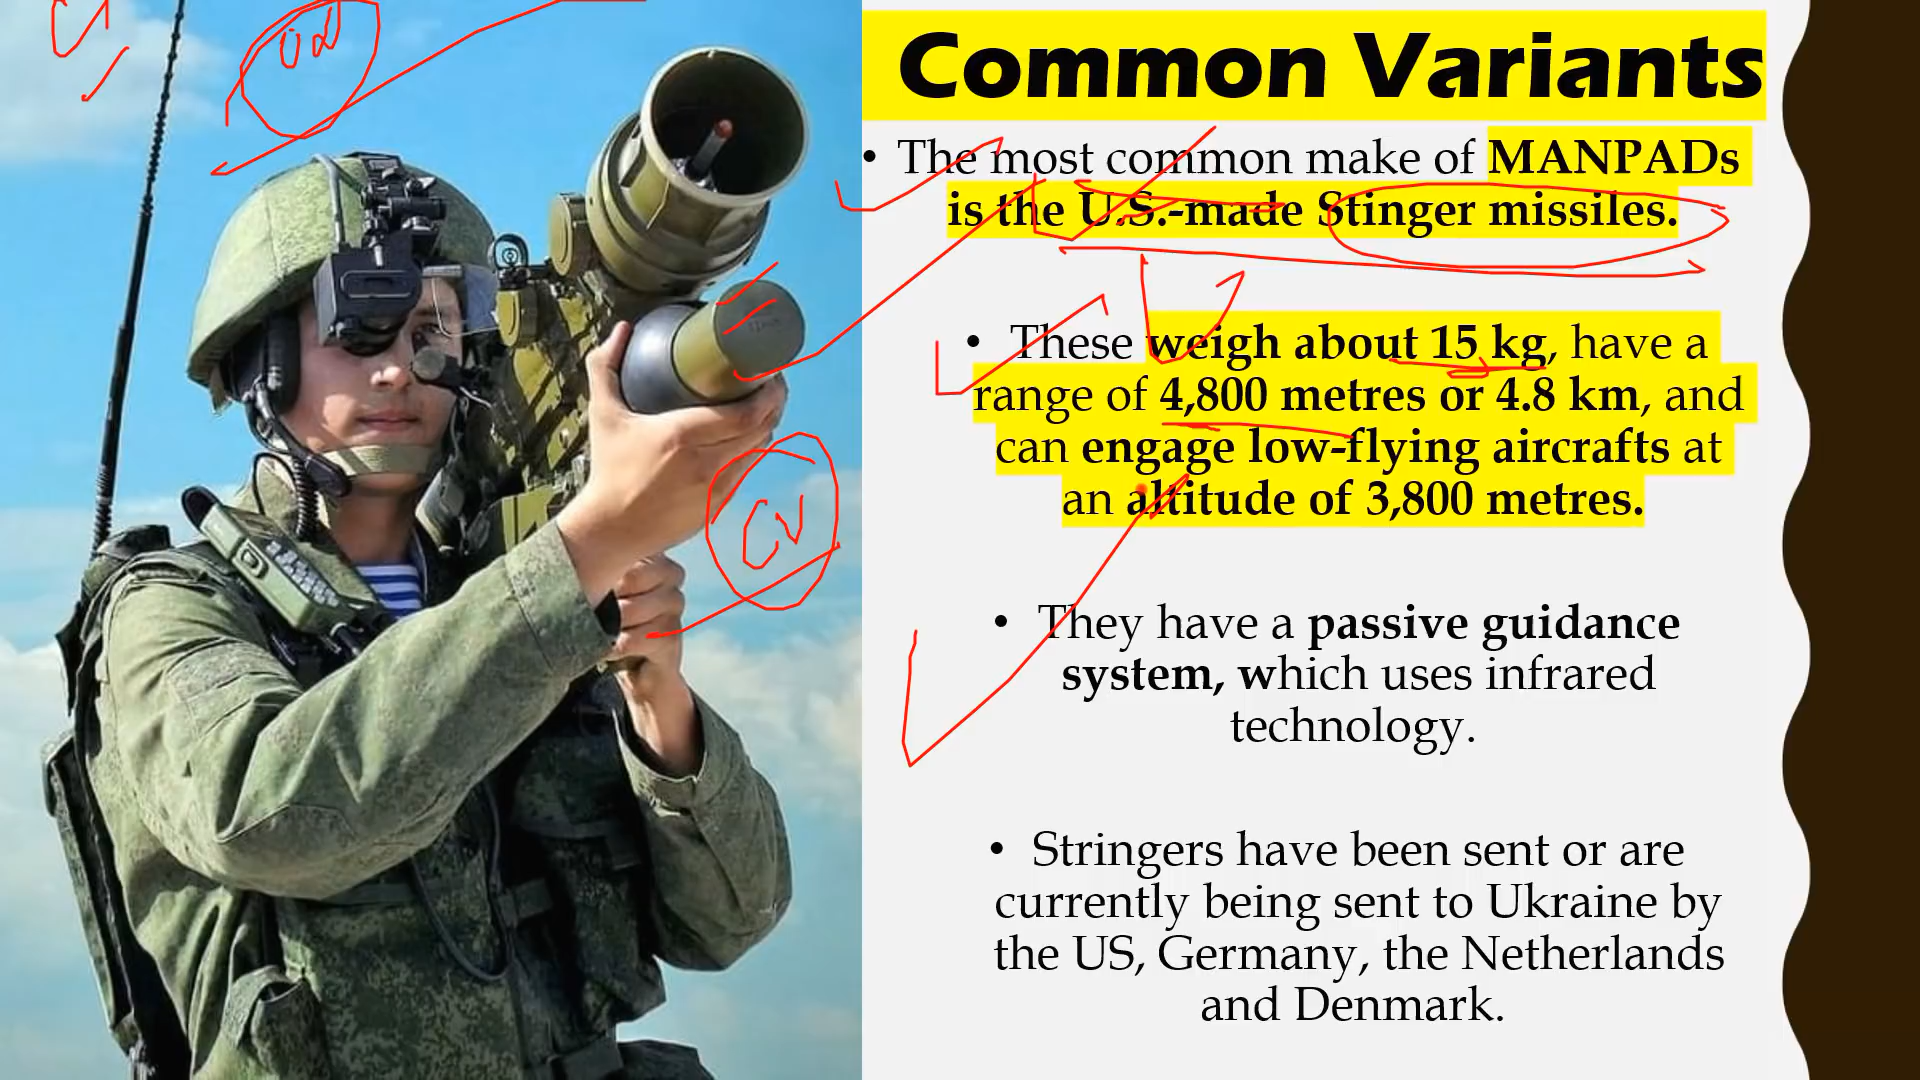 Common Variants
• The most common make of MANPADs
is the U.S.-made Stinger missiles.
• These weigh about 15 kg, have a
range of 4,800 metres or 4.8 km, and
can engage low-flying aircrafts at
an altitude of 3,800 metres.
• They have a passive guidance
system, which uses infrared
technology.
• Stringers have been sent or are
currently being sent to Ukraine by
the US, Germany, the Netherlands
and Denmark.